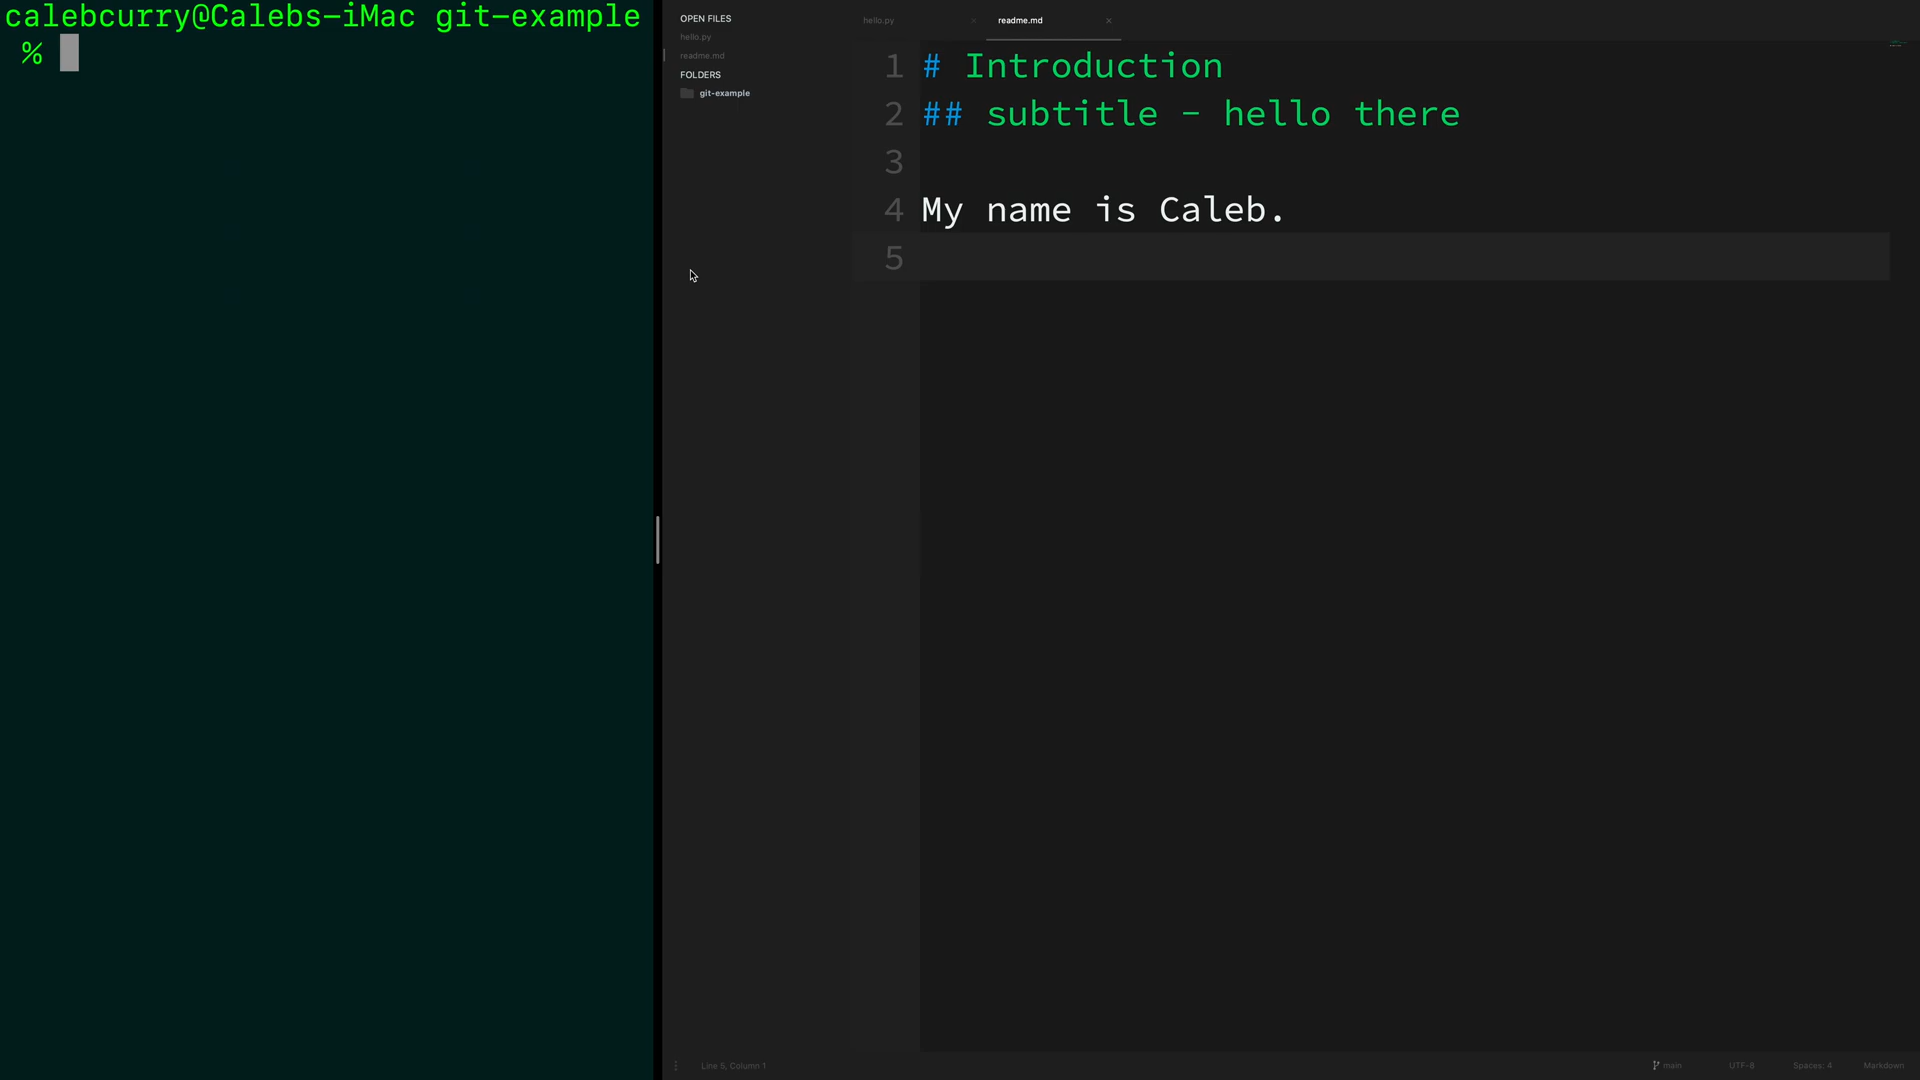 calebcurry@Calebs-iMac git-example
%
OPEN FILES
hello.py
readme.md
FOLDERS
git-example
hello.py ×
readme.md ×
1 # Introduction
2 ## subtitle - hello there
3
4 My name is Caleb.
5
Line 5, Column 1
main
UTF-8
Spaces: 4
Markdown